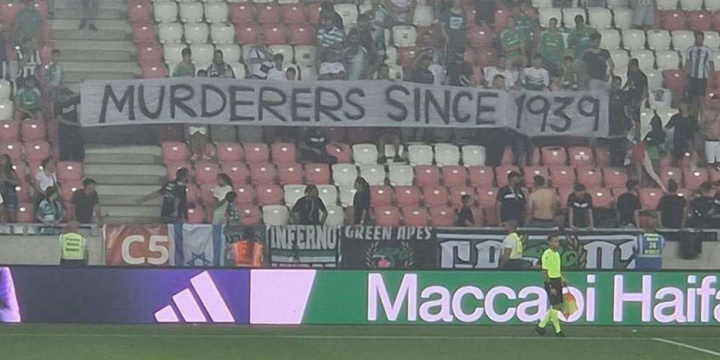 MURDERERS SINCE 1939
C5
INFERNO
GREEN APES
Maccabi Haifa